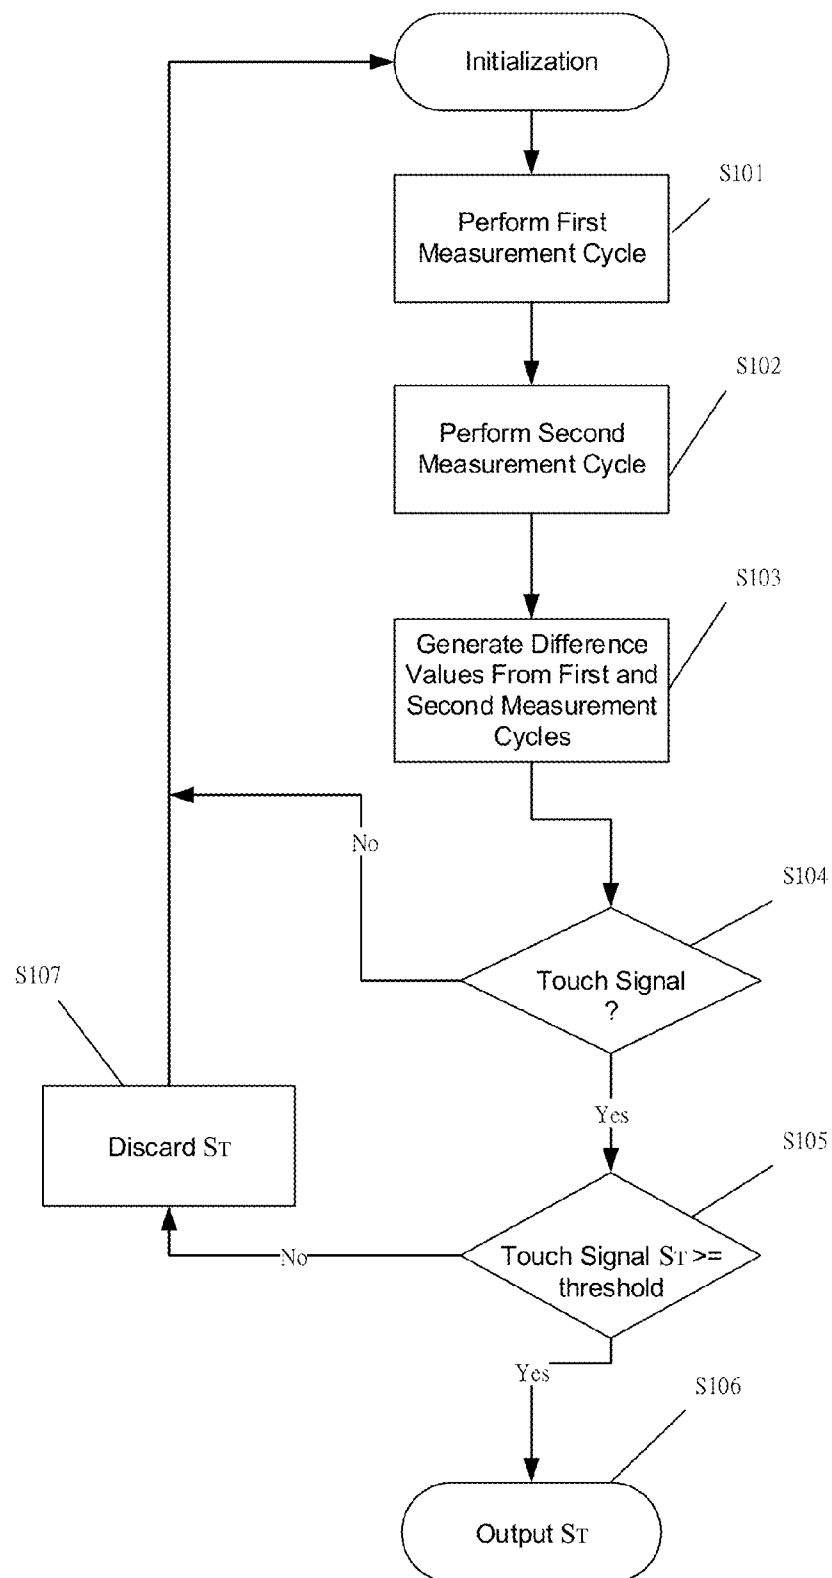 Initialization
S101
Perform First
Measurement Cycle
S102
Perform Second
Measurement Cycle
S103
Generate Difference
Values From First and
Second Measurement
Cycles
No
S104
Touch Signal
?
S107
Yes
Discard ST
S105
Touch Signal ST >=
threshold
No
Yes
S106
Output ST